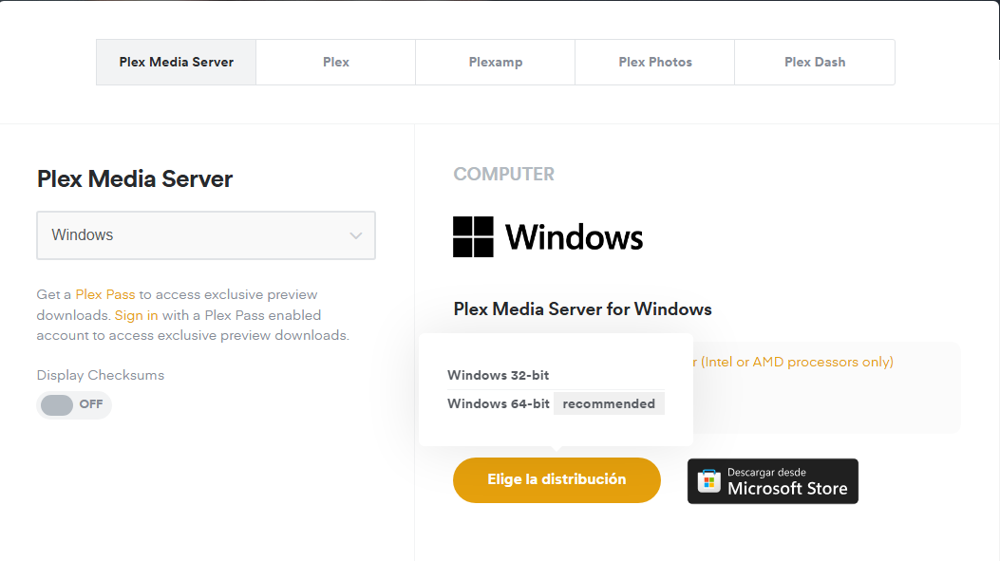 Plex Media Server
Plex
Plexamp
Plex Photos
Plex Dash
Plex Media Server
Windows
Get a Plex Pass to access exclusive preview
downloads. Sign in with a Plex Pass enabled
account to access exclusive preview downloads.
Display Checksums
OFF
COMPUTER
Windows
Plex Media Server for Windows
(Intel or AMD processors only)
Windows 32-bit
Windows 64-bit recommended
Elige la distribución
Descargar desde
Microsoft Store